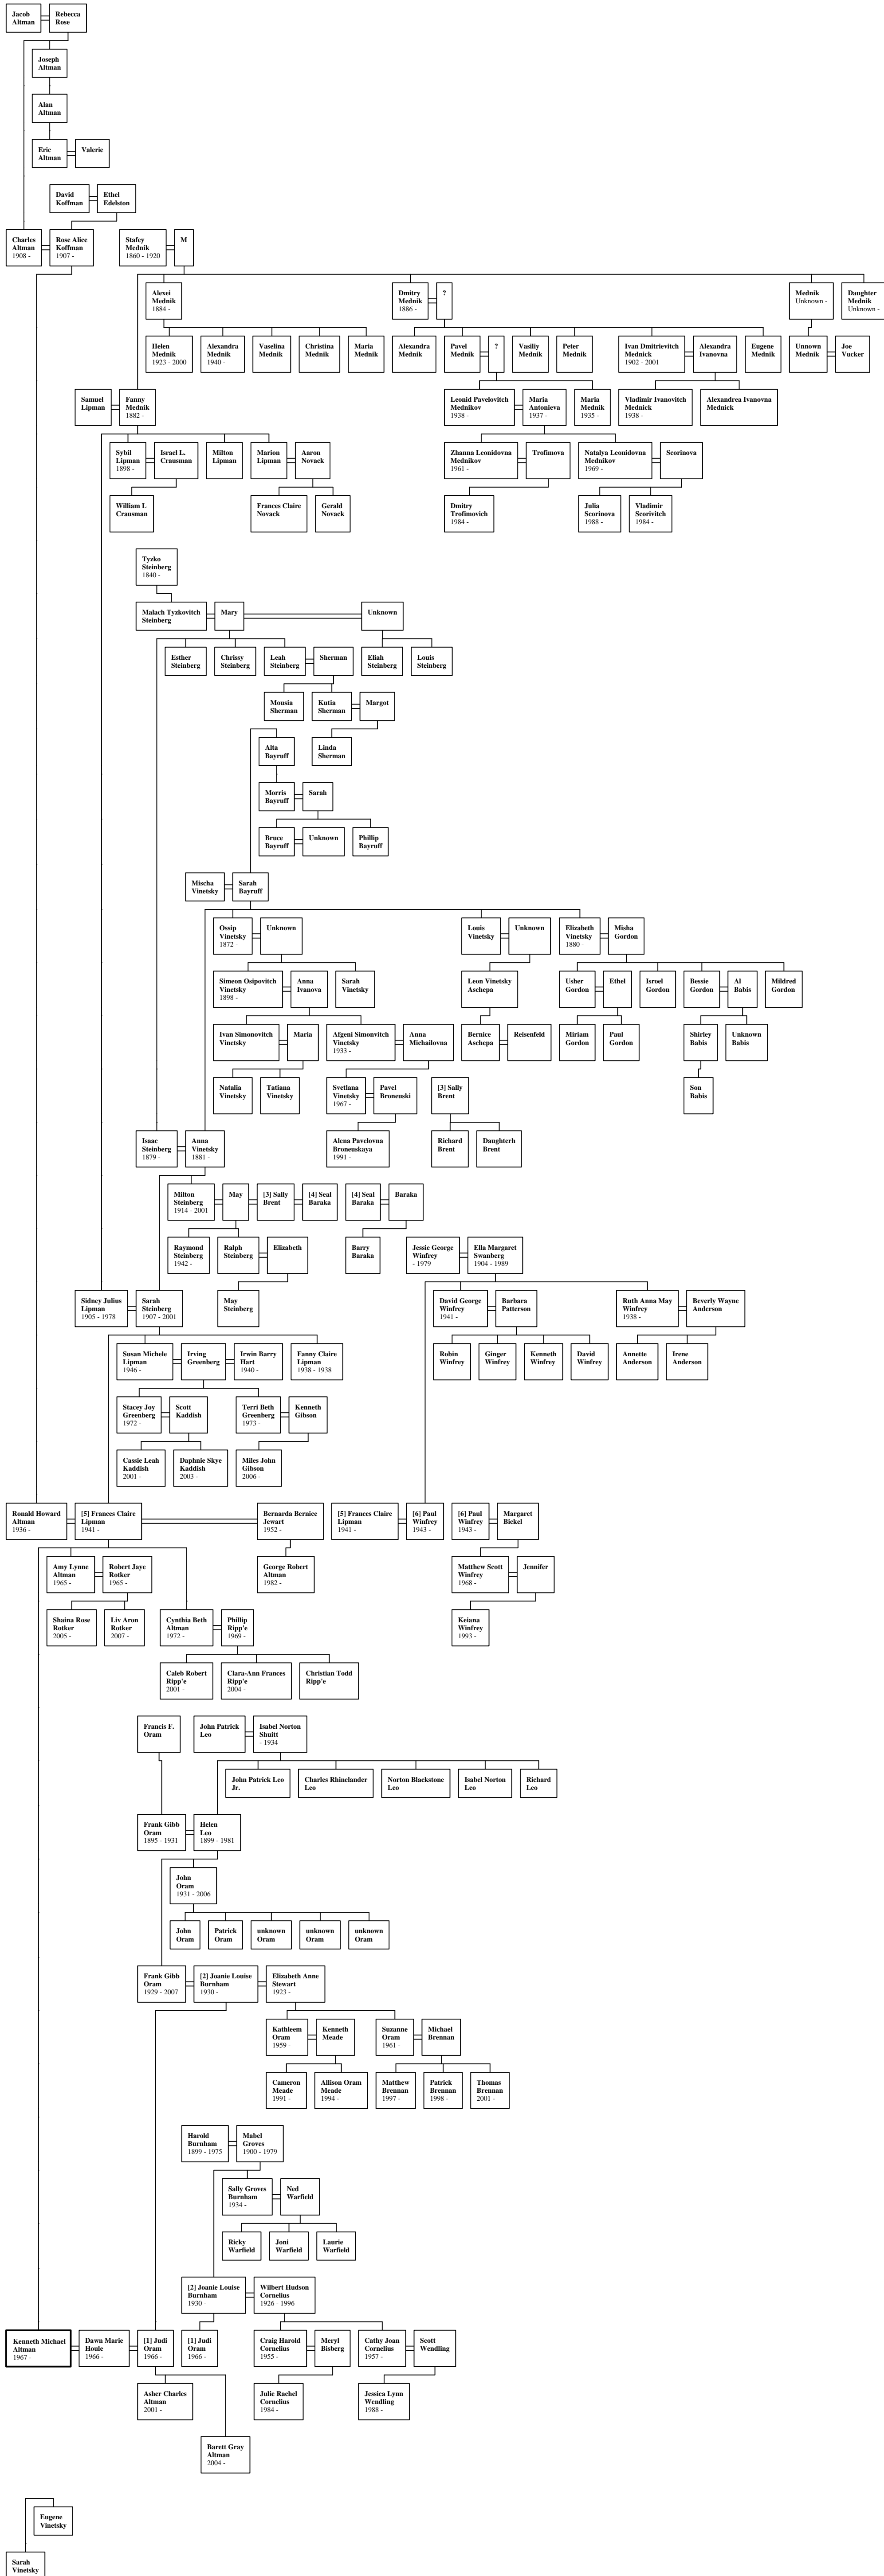 Jacob
Altman
Rebecca
Rose
Joseph
Altman
Alan
Altman
Eric
Altman
Valerie
David
Koffman
Ethel
Edelston
Charles
Altman
1908 -
Rose Alice
Koffman
1907 -
Stafey
Mednik
1860 - 1920
M
Alexei
Mednik
1884 -
Dmitry
Mednik
1886 -
?
Mednik
Unknown -
Daughter
Mednik
Unknown -
Helen
Mednik
1923 - 2000
Alexandra
Mednik
1940 -
Vaselina
Mednik
Christina
Mednik
Maria
Mednik
Alexandra
Mednik
Pavel
Mednik
?
Vasiliy
Mednik
Peter
Mednik
Ivan Dmitrievitch
Mednick
1902 - 2001
Alexandra
Ivanovna
Eugene
Mednik
Unnown
Mednik
Joe
Vucker
Samuel
Lipman
Fanny
Mednik
1882 -
Leonid Pavelovitch
Mednikov
1938 -
Maria
Antonieva
1937 -
Maria
Mednik
1935 -
Vladimir Ivanovitch
Mednick
1938 -
Alexandrea Ivanovna
Mednick
Sybil
Lipman
1898 -
Israel L.
Crausman
Milton
Lipman
Marion
Lipman
Aaron
Novack
Zhanna Leonidovna
Mednikov
1961 -
Trofimova
Natalya Leonidovna
Mednikov
1969 -
Scorinova
William I.
Crausman
Frances Claire
Novack
Gerald
Novack
Dmitry
Trofimovich
1984 -
Julia
Scorinova
1988 -
Vladimir
Scorivitch
1984 -
Tyzko
Steinberg
1840 -
Malach Tyzkovitch
Steinberg
Mary
Unknown
Esther
Steinberg
Chrissy
Steinberg
Leah
Steinberg
Sherman
Eliah
Steinberg
Louis
Steinberg
Mousia
Sherman
Kutia
Sherman
Margot
Alta
Bayruff
Linda
Sherman
Morris
Bayruff
Sarah
Bruce
Bayruff
Unknown
Phillip
Bayruff
Mischa
Vinetsky
Sarah
Bayruff
Ossip
Vinetsky
1872 -
Unknown
Louis
Vinetsky
Unknown
Elizabeth
Vinetsky
1880 -
Misha
Gordon
Simeon Osipovitch
Vinetsky
1898 -
Anna
Ivanova
Sarah
Vinetsky
Leon Vinetsky
Aschepa
Usher
Gordon
Ethel
Isroel
Gordon
Bessie
Gordon
Al
Babis
Mildred
Gordon
Ivan Simonovitch
Vinetsky
Maria
Afgeni Simonvitch
Vinetsky
1933 -
Anna
Michailovna
Bernice
Aschepa
Reisenfeld
Miriam
Gordon
Paul
Gordon
Shirley
Babis
Unknown
Babis
Natalia
Vinetsky
Tatiana
Vinetsky
Svetlana
Vinetsky
1967 -
Pavel
Broneuski
[3] Sally
Brent
Son
Babis
Isaac
Steinberg
1879 -
Anna
Vinetsky
1881 -
Alena Pavelovna
Broneuskaya
1991 -
Richard
Brent
Daughterh
Brent
Milton
Steinberg
1914 - 2001
May
[3] Sally
Brent
[4] Seal
Baraka
[4] Seal
Baraka
Baraka
Raymond
Steinberg
1942 -
Ralph
Steinberg
Elizabeth
Barry
Baraka
Jessie George
Winfrey
- 1979
Ella Margaret
Swanberg
1904 - 1989
Sidney Julius
Lipman
1905 - 1978
Sarah
Steinberg
1907 - 2001
May
Steinberg
David George
Winfrey
1941 -
Barbara
Patterson
Ruth Anna May
Winfrey
1938 -
Beverly Wayne
Anderson
Susan Michele
Lipman
1946 -
Irving
Greenberg
Irwin Barry
Hart
1940 -
Fanny Claire
Lipman
1938 - 1938
Robin
Winfrey
Ginger
Winfrey
Kenneth
Winfrey
David
Winfrey
Annette
Anderson
Irene
Anderson
Stacey Joy
Greenberg
1972 -
Scott
Kaddish
Terri Beth
Greenberg
1973 -
Kenneth
Gibson
Cassie Leah
Kaddish
2001 -
Daphnie Skye
Kaddish
2003 -
Miles John
Gibson
2006 -
Ronald Howard
Altman
1936 -
[5] Frances Claire
Lipman
1941 -
Bernarda Bernice
Jewart
1952 -
[5] Frances Claire
Lipman
1941 -
[6] Paul
Winfrey
1943 -
[6] Paul
Winfrey
1943 -
Margaret
Bickel
Amy Lynne
Altman
1965 -
Robert Jaye
Rotker
1965 -
George Robert
Altman
1982 -
Matthew Scott
Winfrey
1968 -
Jennifer
Shaina Rose
Rotker
2005 -
Liv Aron
Rotker
2007 -
Cynthia Beth
Altman
1972 -
Phillip
Ripp'e
1969 -
Keiana
Winfrey
1993 -
Caleb Robert
Ripp'e
2001 -
Clara-Ann Frances
Ripp'e
2004 -
Christian Todd
Ripp'e
Francis F.
Oram
John Patrick
Leo
Isabel Norton
Shuitt
- 1934
John Patrick Leo
Jr.
Charles Rhinelander
Leo
Norton Blackstone
Leo
Isabel Norton
Leo
Richard
Leo
Frank Gibb
Oram
1895 - 1931
Helen
Leo
1899 - 1981
John
Oram
1931 - 2006
John
Oram
Patrick
Oram
unknown
Oram
unknown
Oram
unknown
Oram
Frank Gibb
Oram
1929 - 2007
[2] Joanie Louise
Burnham
1930 -
Elizabeth Anne
Stewart
1923 -
Kathleem
Oram
1959 -
Kenneth
Meade
Suzanne
Oram
1961 -
Michael
Brennan
Cameron
Meade
1991 -
Allison Oram
Meade
1994 -
Matthew
Brennan
1997 -
Patrick
Brennan
1998 -
Thomas
Brennan
2001 -
Harold
Burnham
1899 - 1975
Mabel
Groves
1900 - 1979
Sally Groves
Burnham
1934 -
Ned
Warfield
Ricky
Warfield
Joni
Warfield
Laurie
Warfield
[2] Joanie Louise
Burnham
1930 -
Wilbert Hudson
Cornelius
1926 - 1996
Kenneth Michael
Altman
1967 -
Dawn Marie
Houle
1966 -
[1] Judi
Oram
1966 -
[1] Judi
Oram
1966 -
Craig Harold
Cornelius
1955 -
Meryl
Bisberg
Cathy Joan
Cornelius
1957 -
Scott
Wendling
Asher Charles
Altman
2001 -
Julie Rachel
Cornelius
1984 -
Jessica Lynn
Wendling
1988 -
Barett Gray
Altman
2004 -
Eugene
Vinetsky
Sarah
Vinetsky